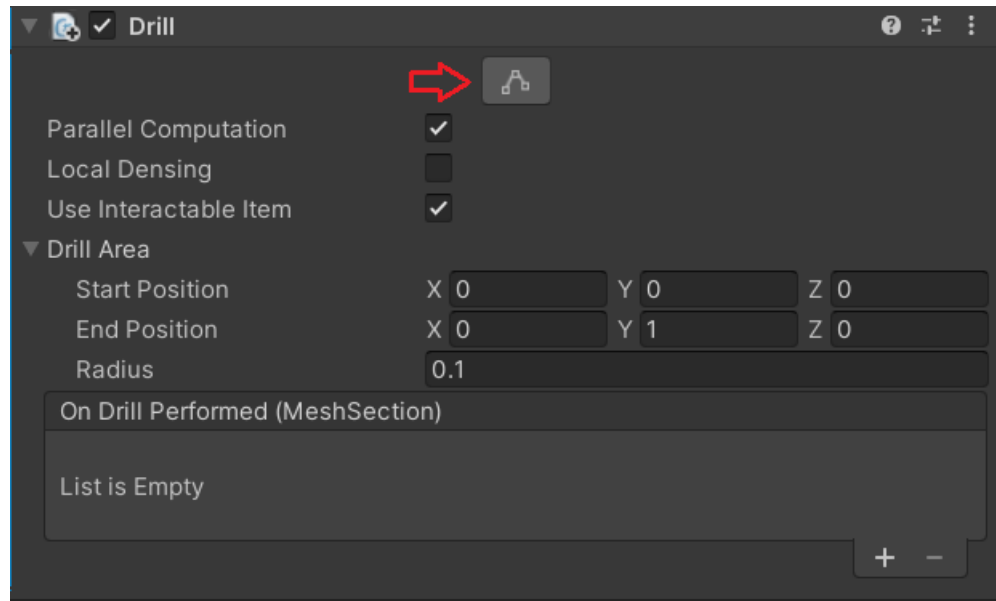 Drill
Parallel Computation
Local Densing
Use Interactable Item
Drill Area
Start Position X 0 Y 0 Z 0
End Position X 0 Y 1 Z 0
Radius 0.1
On Drill Performed (MeshSection)
List is Empty